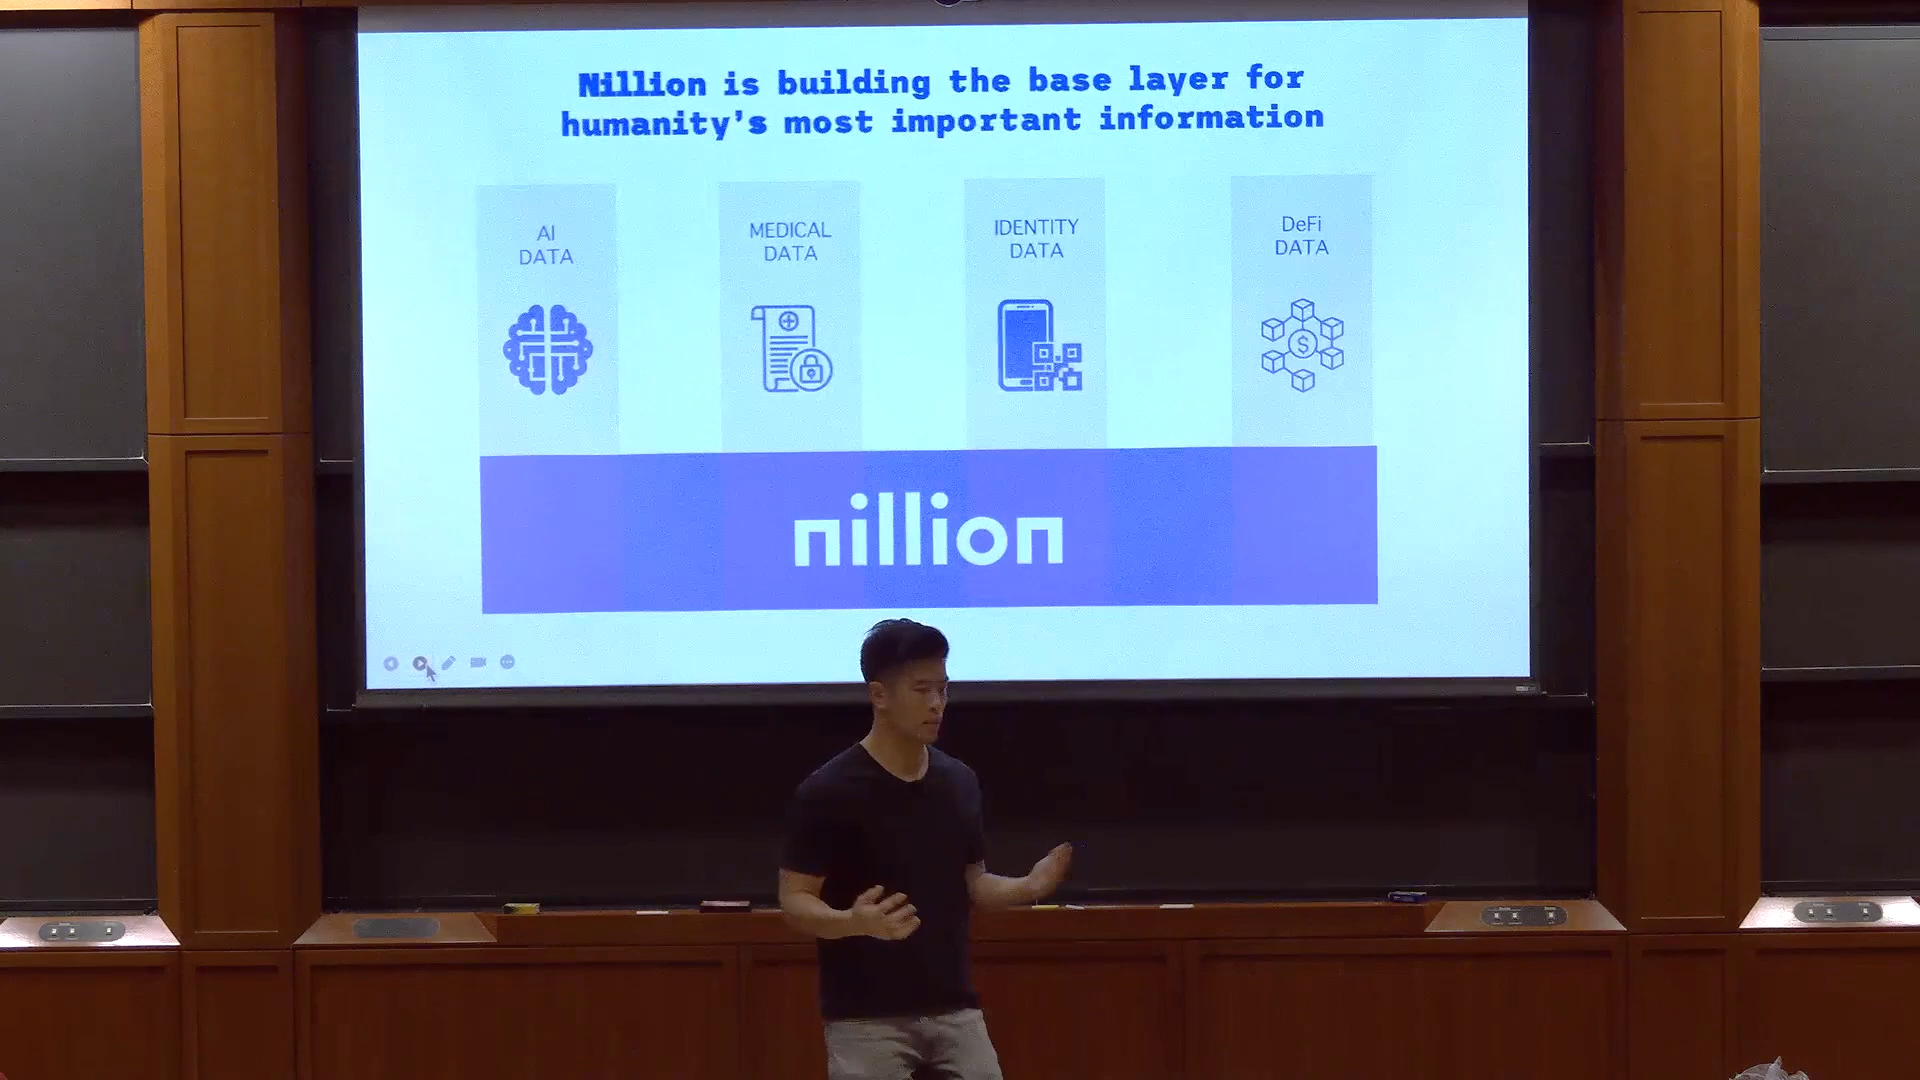 Nillion is building the base layer for
humanity's most important information
AI
DATA
MEDICAL
DATA
IDENTITY
DATA
DeFi
DATA
$
nillion